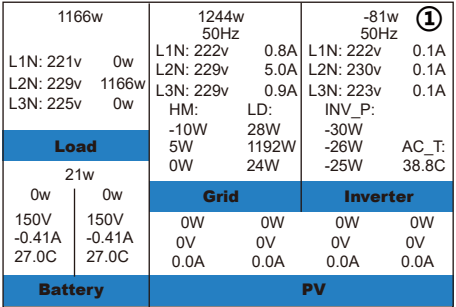 1166w
L1N: 221v 0w
L2N: 229v 1166w
L3N: 225v 0w
Load
1244w
50Hz
L1N: 222v 0.8A
L2N: 229v 5.0A
L3N: 229v 0.9A
HM: LD:
-10W 28W
5W 1192W
0W 24W
Grid
-81w ①
50Hz
L1N: 222v 0.1A
L2N: 230v 0.1A
L3N: 223v 0.1A
INV_P:
-30W
-26W AC_T:
-25W 38.8C
Inverter
21w
0w 0w
150V 150V
-0.41A -0.41A
27.0C 27.0C
Battery
0W 0W 0W 0W
0V 0V 0V 0V
0.0A 0.0A 0.0A 0.0A
PV